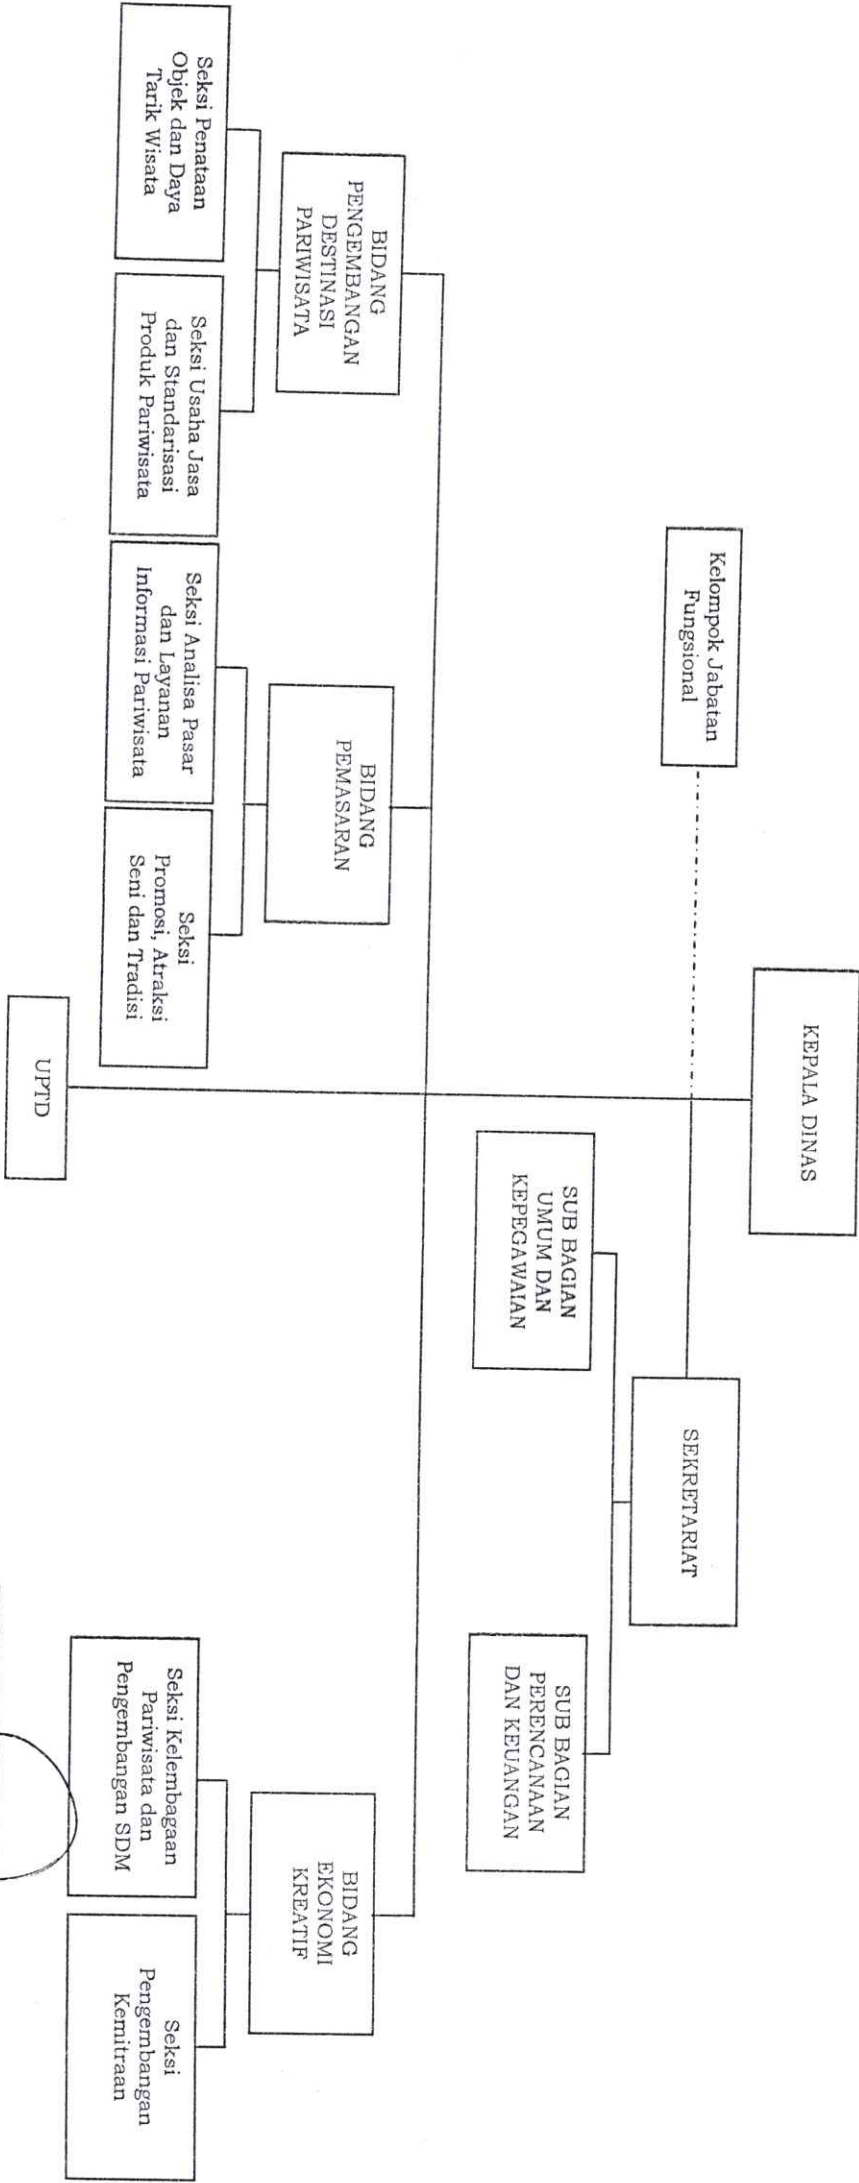 KEPALA DINAS
Kelompok Jabatan
Fungsional
SEKRETARIAT
SUB BAGIAN
UMUM DAN
KEPEGAWAIAN
SUB BAGIAN
PERENCANAAN
DAN KEUANGAN
BIDANG
PENGEMBANGAN
DESTINASI
PARIWISATA
BIDANG
PEMASARAN
BIDANG
EKONOMI
KREATIF
Seksi Penataan
Objek dan Daya
Tarik Wisata
Seksi Usaha Jasa
dan Standarisasi
Produk Pariwisata
Seksi Analisa Pasar
dan Layanan
Informasi Pariwisata
Seksi
Promosi, Atraksi
Seni dan Tradisi
Seksi Kelembagaan
Pariwisata dan
Pengembangan SDM
Seksi
Pengembangan
Kemitraan
UPTD